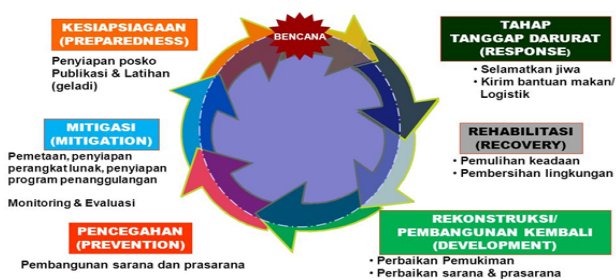 BENCANA
KESIAPSIAGAAN
(PREPAREDNESS)
Penyiapan posko
Publikasi & Latihan
(geladi)
MITIGASI
(MITIGATION)
Pemetaan, penyiapan
perangkat lunak, penyiapan
program penanggulangan
Monitoring & Evaluasi
PENCEGAHAN
(PREVENTION)
Pembangunan sarana dan prasarana
TAHAP
TANGGAP DARURAT
(RESPONSE)
• Selamatkan jiwa
• Kirim bantuan makan/
Logistik
REHABILITASI
(RECOVERY)
• Pemulihan keadaan
• Pembersihan lingkungan
REKONSTRUKSI/
PEMBANGUNAN KEMBALI
(DEVELOPMENT)
• Perbaikan Pemukiman
• Perbaikan sarana & prasarana